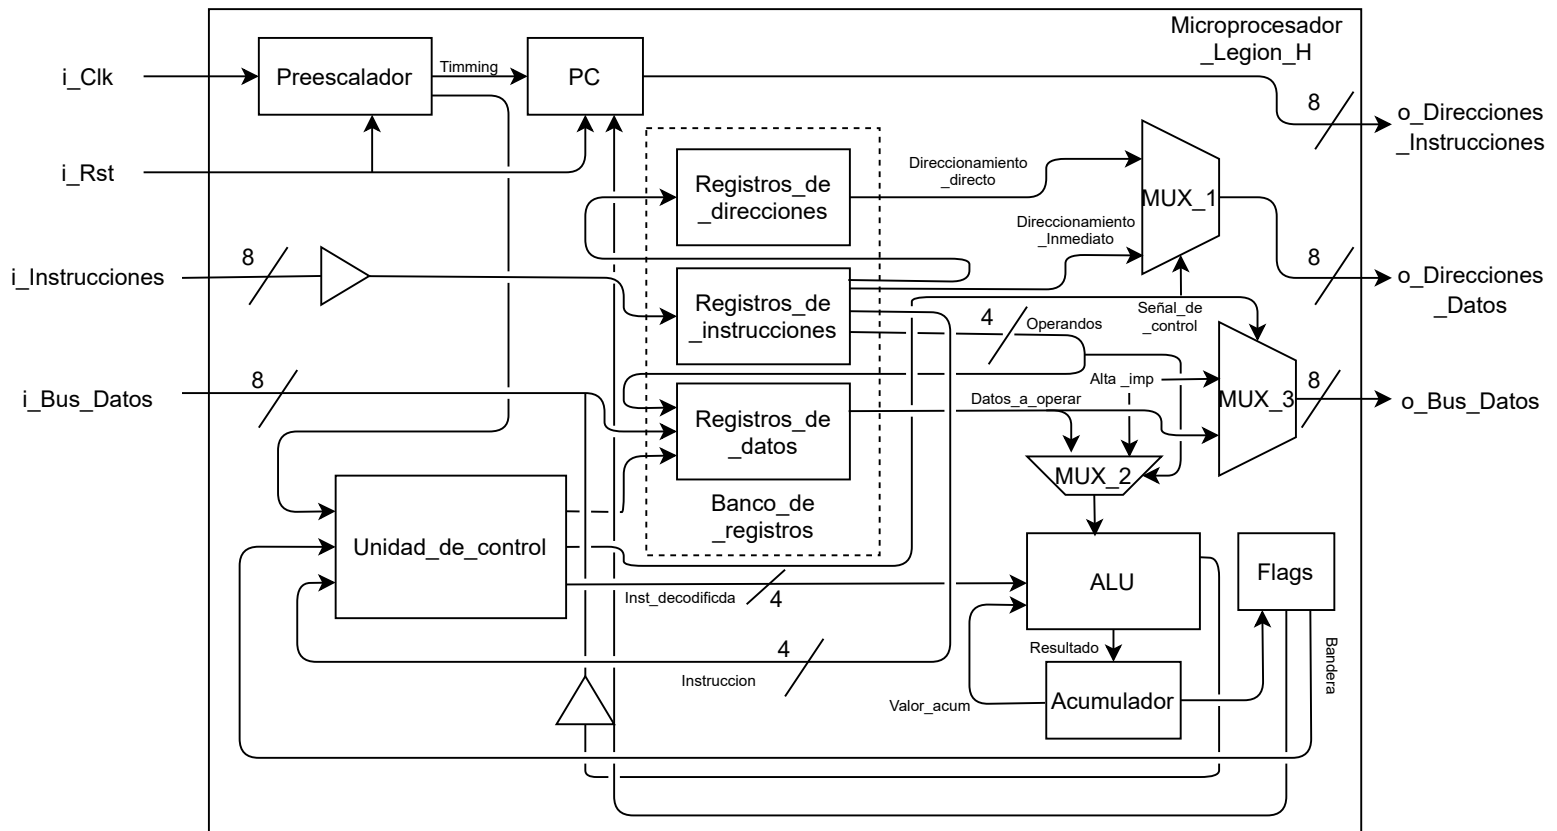 Microprocesador
_Legion_H
i_Clk
Preescalador
Timming
PC
8
o_Direcciones
_Instrucciones
i_Rst
Registros_de
_direcciones
Direccionamiento
_directo
MUX_1
Direccionamiento
_Inmediato
i_Instrucciones
8
Registros_de
_instrucciones
8
o_Direcciones
_Datos
Señal_de
_control
4
Operandos
i_Bus_Datos
8
Registros_de
_datos
Alta _imp
Datos_a_operar
MUX_3
8
o_Bus_Datos
MUX_2
Banco_de
_registros
Unidad_de_control
ALU
Flags
Inst_decodificda
4
4
Instruccion
Resultado
Bandera
Valor_acum
Acumulador